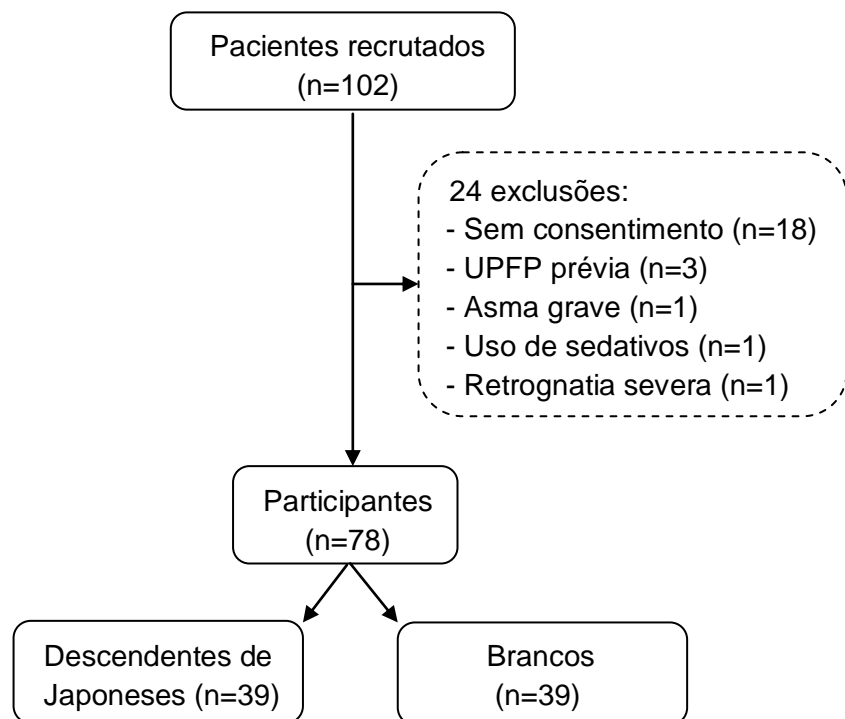 Pacientes recrutados
(n=102)
24 exclusões:
- Sem consentimento (n=18)
- UPFP prévia (n=3)
- Asma grave (n=1)
- Uso de sedativos (n=1)
- Retrognatia severa (n=1)
Participantes
(n=78)
Descendentes de
Japoneses (n=39)
Brancos
(n=39)